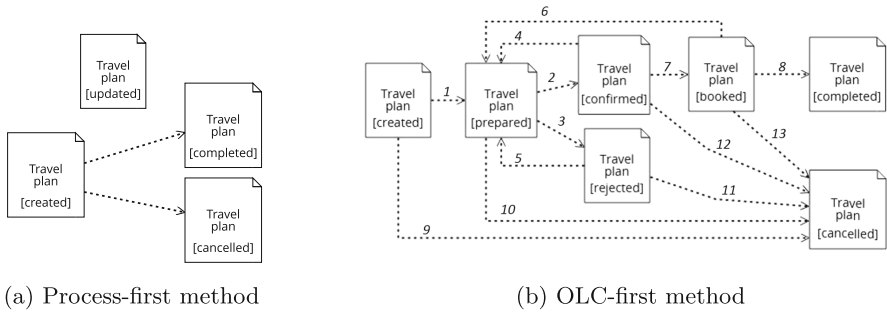 Travel
plan
[updated]
Travel
plan
[created]
Travel
plan
[completed]
Travel
plan
[cancelled]
(a) Process-first method
Travel
plan
[created]
1
Travel
plan
[prepared]
2
3
4
5
6
Travel
plan
[confirmed]
Travel
plan
[rejected]
7
Travel
plan
[booked]
8
Travel
plan
[completed]
9
10
11
12
13
Travel
plan
[cancelled]
(b) OLC-first method